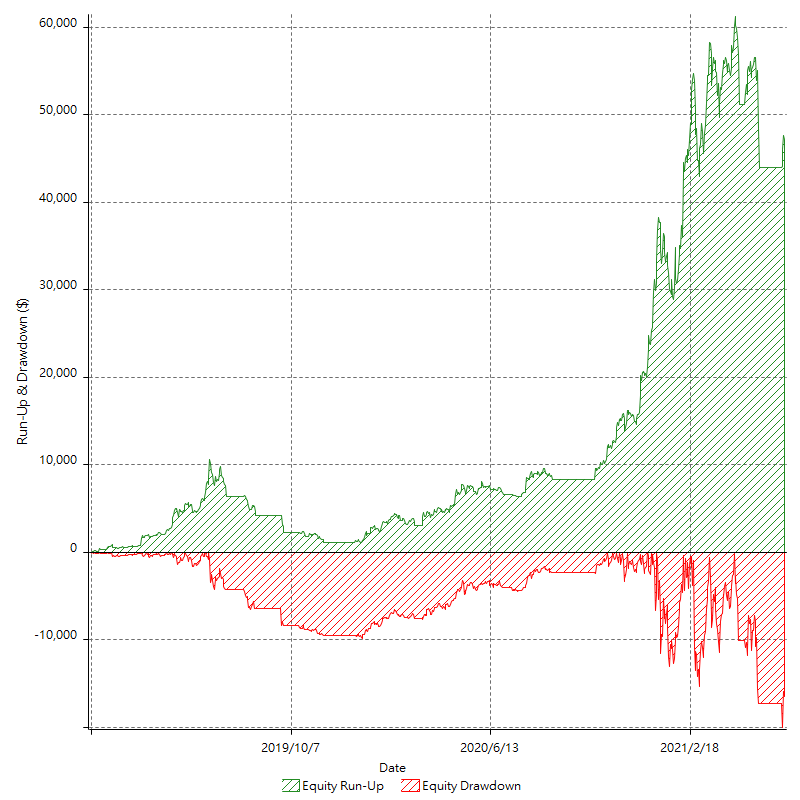 60,000
50,000
40,000
30,000
20,000
10,000
0
-10,000
Run-Up & Drawdown ($)
2019/10/7 2020/6/13 2021/2/18
Date
Equity Run-Up Equity Drawdown